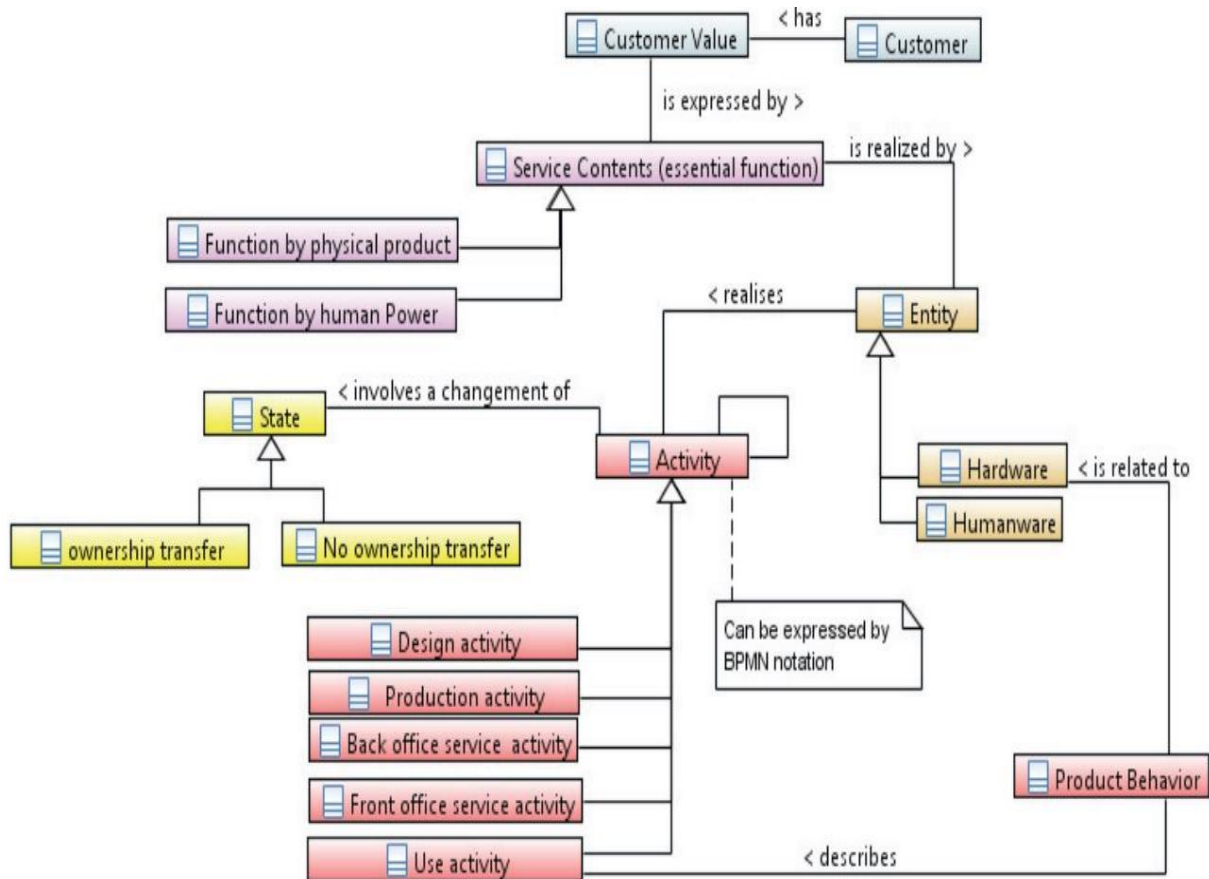 < has
Customer Value
Customer
is expressed by >
is realized by >
Service Contents (essential function)
Function by physical product
Function by human Power
< realises
Entity
< involves a changement of
State
Activity
Hardware
< is related to
Humanware
ownership transfer
No ownership transfer
Can be expressed by
BPMN notation
Design activity
Production activity
Back office service activity
Front office service activity
Product Behavior
Use activity
< describes